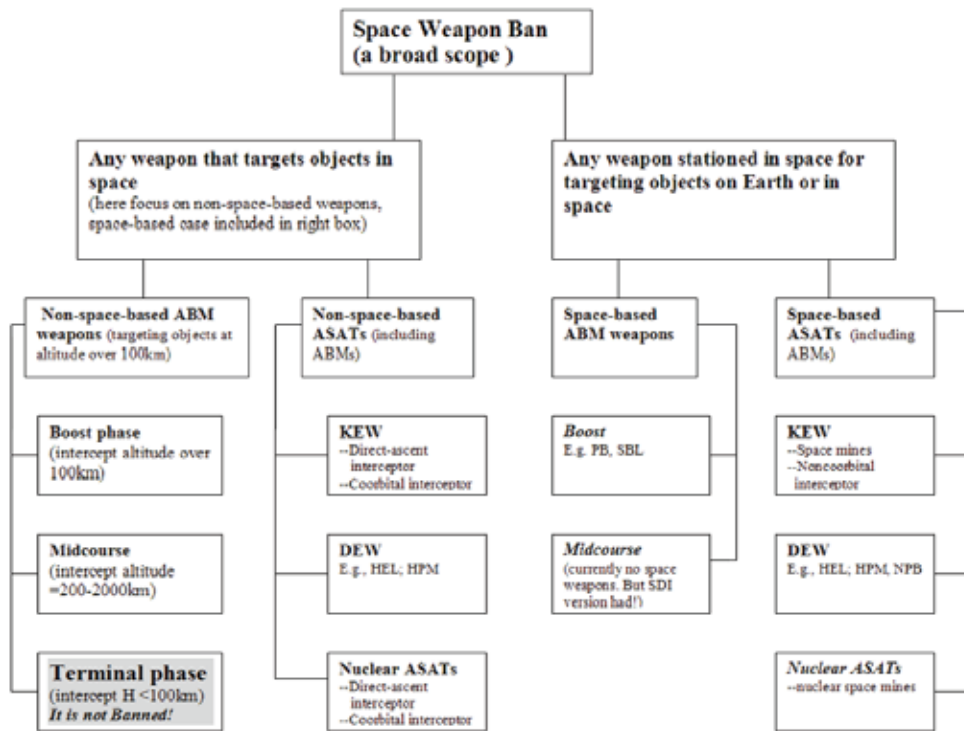 Space Weapon Ban
(a broad scope )
Any weapon that targets objects in
space
(here focus on non-space-based weapons,
space-based case included in right box)
Any weapon stationed in space for
targeting objects on Earth or in
space
Non-space-based ABM
weapons (targeting objects at
altitude over 100km)
Boost phase
(intercept altitude over
100km)
Midcourse
(intercept altitude
=200-2000km)
Terminal phase
(intercept H <100km)
It is not Banned!
Non-space-based
ASATs (including
ABMs)
KEW
--Direct-ascent
interceptor
--Coorbital interceptor
DEW
E.g., HEL; HPM
Nuclear ASATs
--Direct-ascent
interceptor
--Coorbital interceptor
Space-based
ABM weapons
Boost
E.g. PB, SBL
Midcourse
(currently no space
weapons. But SDI
version had!)
Space-based
ASATs (including
ABMs)
KEW
--Space mines
--Noncorbital
interceptor
DEW
E.g., HEL; HPM, NPB
Nuclear ASATs
--nuclear space mines